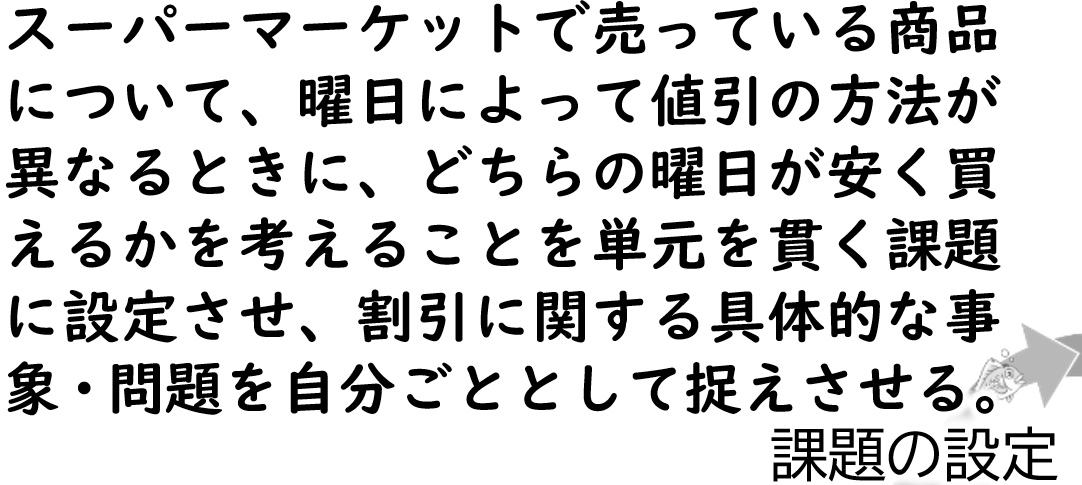 スーパーマーケットで売っている商品
について、曜日によって値引の方法が
異なるときに、どちらの曜日が安く買
えるかを考えることを単元を貫く課題
に設定させ、割引に関する具体的な事
象・問題を自分ごととして捉えさせる。
課題の設定